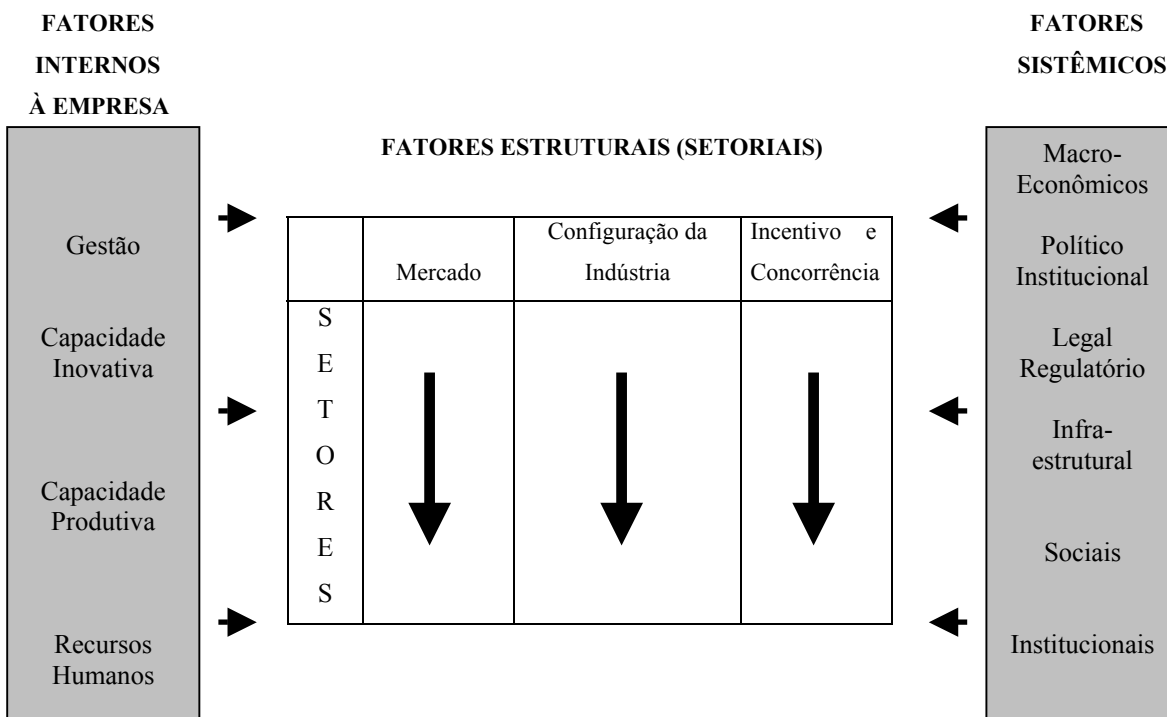 FATORES
INTERNOS
À EMPRESA
Gestão
Capacidade
Inovativa
Capacidade
Produtiva
Recursos
Humanos
FATORES ESTRUTURAIS (SETORIAIS)
Mercado
Configuração da
Indústria
Incentivo e
Concorrência
S
E
T
O
R
E
S
FATORES
SISTÊMICOS
Macro-
Econômicos
Político
Institucional
Legal
Regulatório
Infra-
estrutural
Sociais
Institucionais